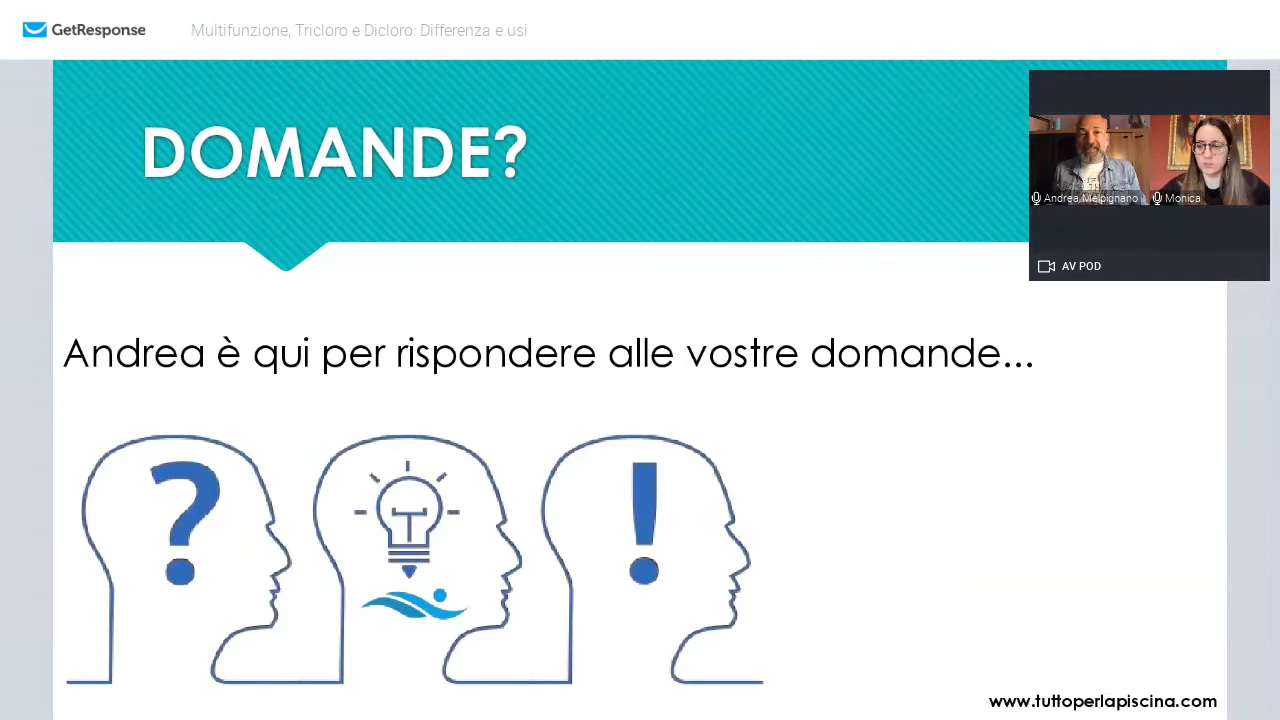 GetResponse
Multifunzione, Tricloro e Dicloro: Differenza e usi
DOMANDE?
Andrea Melpignano
Monica
AV POD
Andrea è qui per rispondere alle vostre domande...
?
!
www.tuttoperlapiscina.com